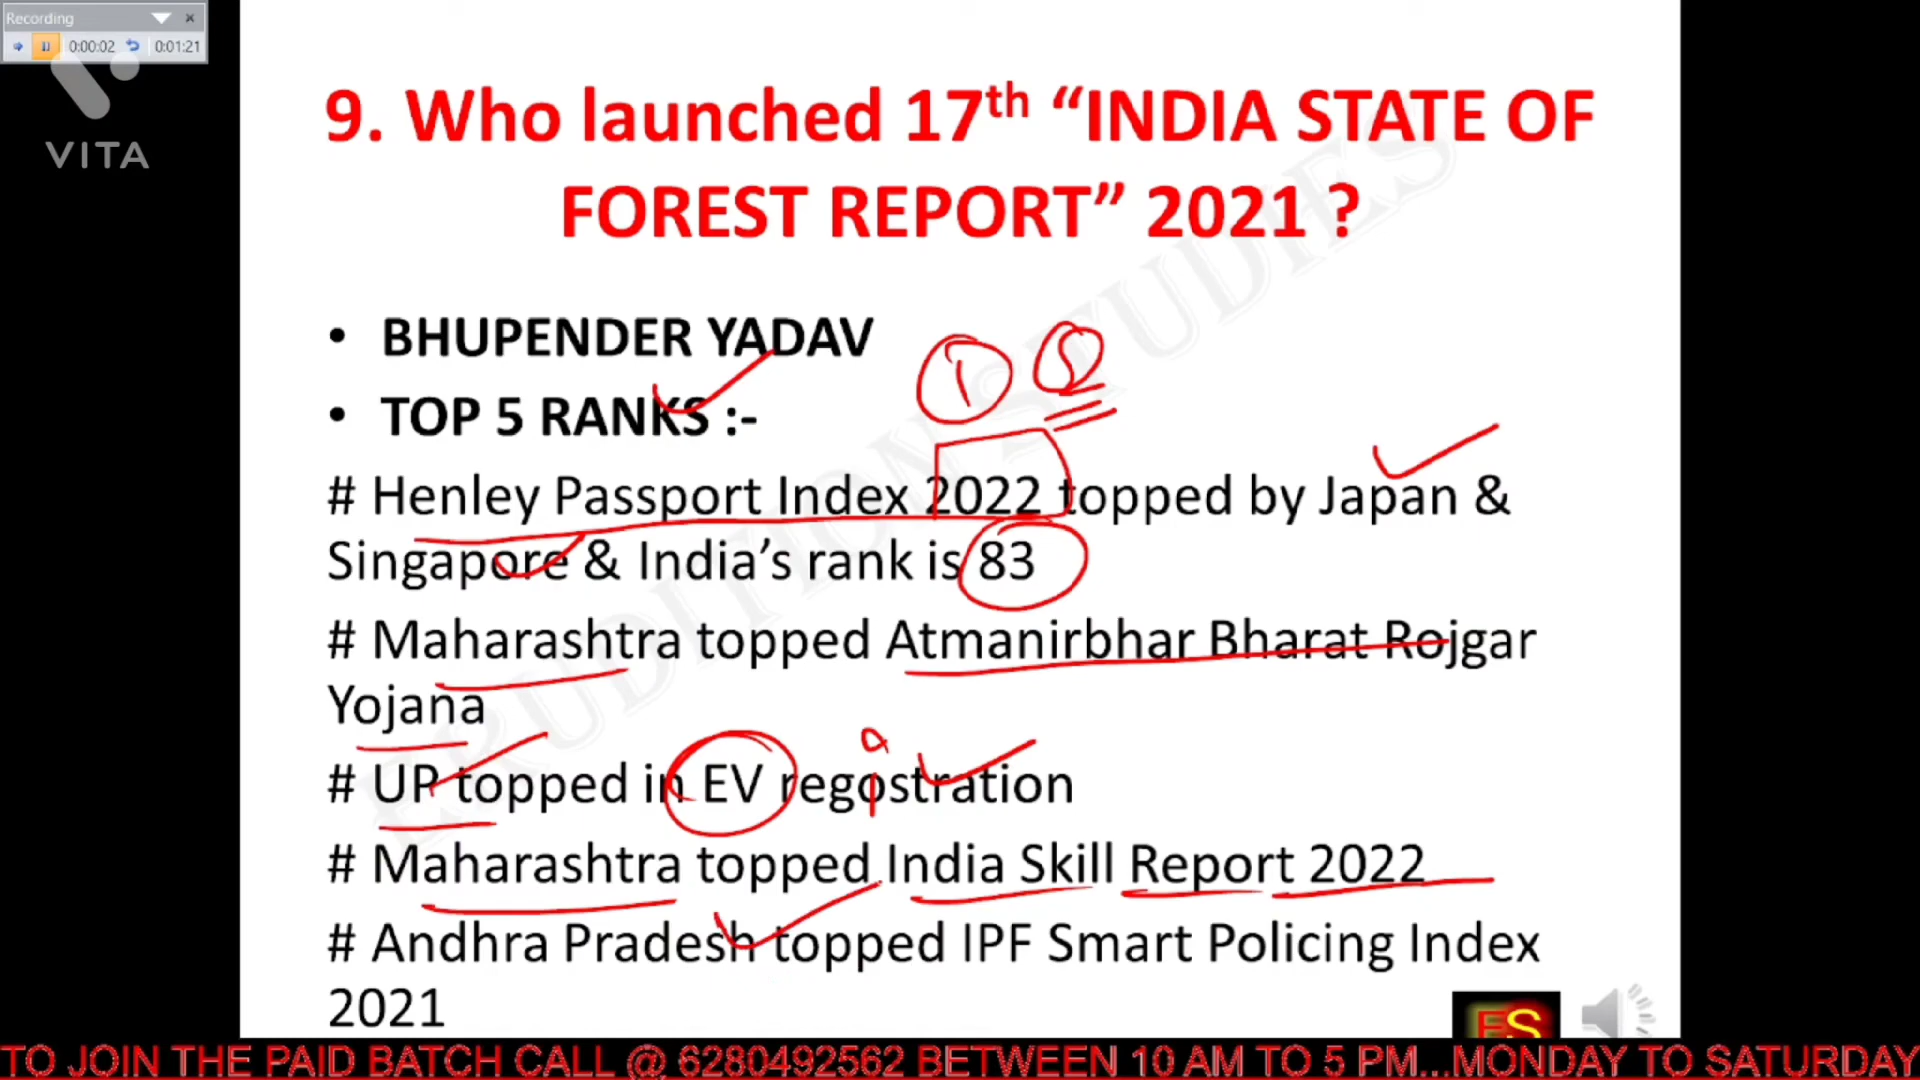 Recording
0:00:02 0:01:21
VITA
9. Who launched 17th “INDIA STATE OF
FOREST REPORT” 2021 ?
• BHUPENDER YADAV
• TOP 5 RANKS :-
1 S
# Henley Passport Index 2022 topped by Japan &
Singapore & India’s rank is 83
# Maharashtra topped Atmanirbhar Bharat Rojgar
Yojana
# UP topped in EV regostration
# Maharashtra topped India Skill Report 2022
# Andhra Pradesh topped IPF Smart Policing Index
2021
ERUDITION STUDIES
ES
TO JOIN THE PAID BATCH CALL @ 6280492562 BETWEEN 10 AM TO 5 PM...MONDAY TO SATURDAY